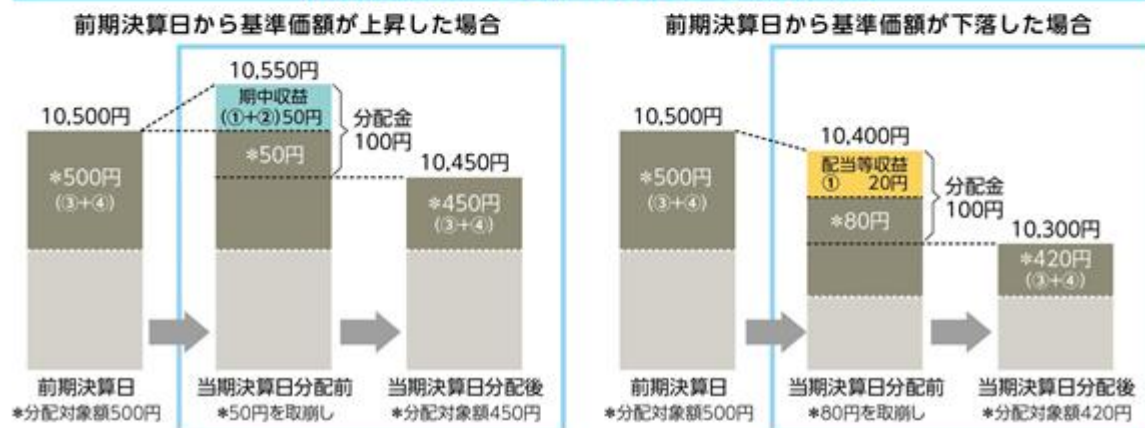 前期決算日から基準価額が上昇した場合
10,550円
期中収益
(①+②)50円
10,500円
分配金
100円
*50円
10,450円
*500円
(③+④)
*450円
(③+④)
前期決算日
*分配対象額500円
当期決算日分配前
*50円を取崩し
当期決算日分配後
*分配対象額450円
前期決算日から基準価額が下落した場合
10,500円
10,400円
配当等収益
① 20円
*500円
(③+④)
分配金
100円
*80円
10,300円
*420円
(③+④)
前期決算日
*分配対象額500円
当期決算日分配前
*80円を取崩し
当期決算日分配後
*分配対象額420円